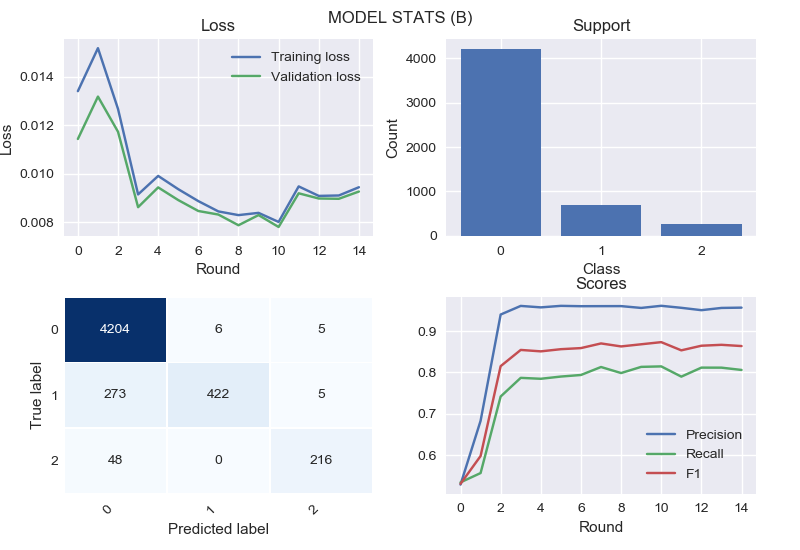 MODEL STATS (B)
Loss
0.014
0.012
0.010
0.008
Loss
Training loss
Validation loss
0 2 4 6 8 10 12 14
Round
Support
4000
3000
2000
1000
0
Count
0 1 2
Class
0 4204 6 5
1 273 422 5
2 48 0 216
True label
0 1 2
Predicted label
Scores
0.9
0.8
0.7
0.6
Precision
Recall
F1
0 2 4 6 8 10 12 14
Round